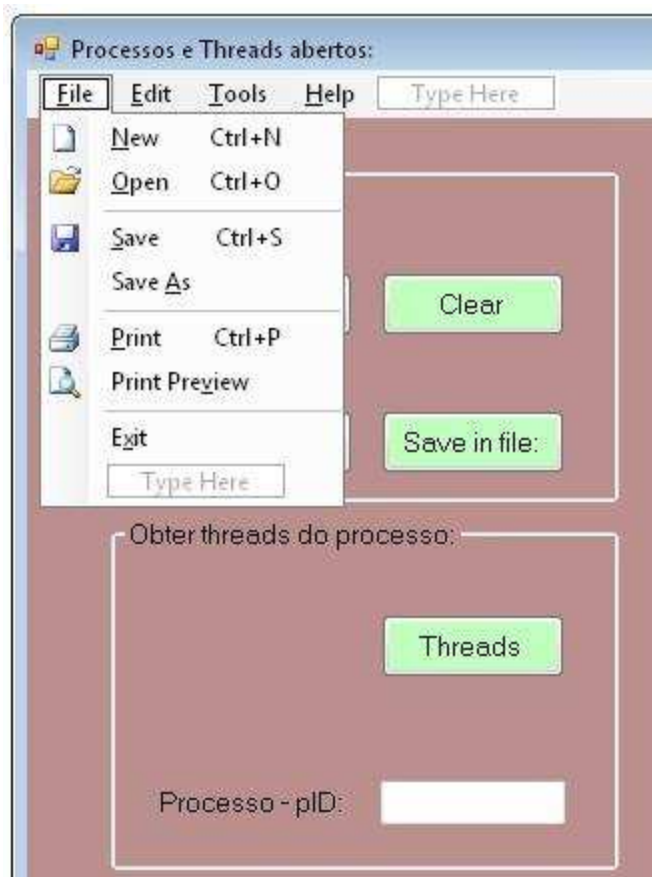 Processos e Threads abertos:
File Edit Tools Help Type Here
New Ctrl+N
Open Ctrl+O
Save Ctrl+S
Save As
Print Ctrl+P
Print Preview
Exit
Type Here
Clear
Save in file:
Obter threads do processo:
Threads
Processo - pID: